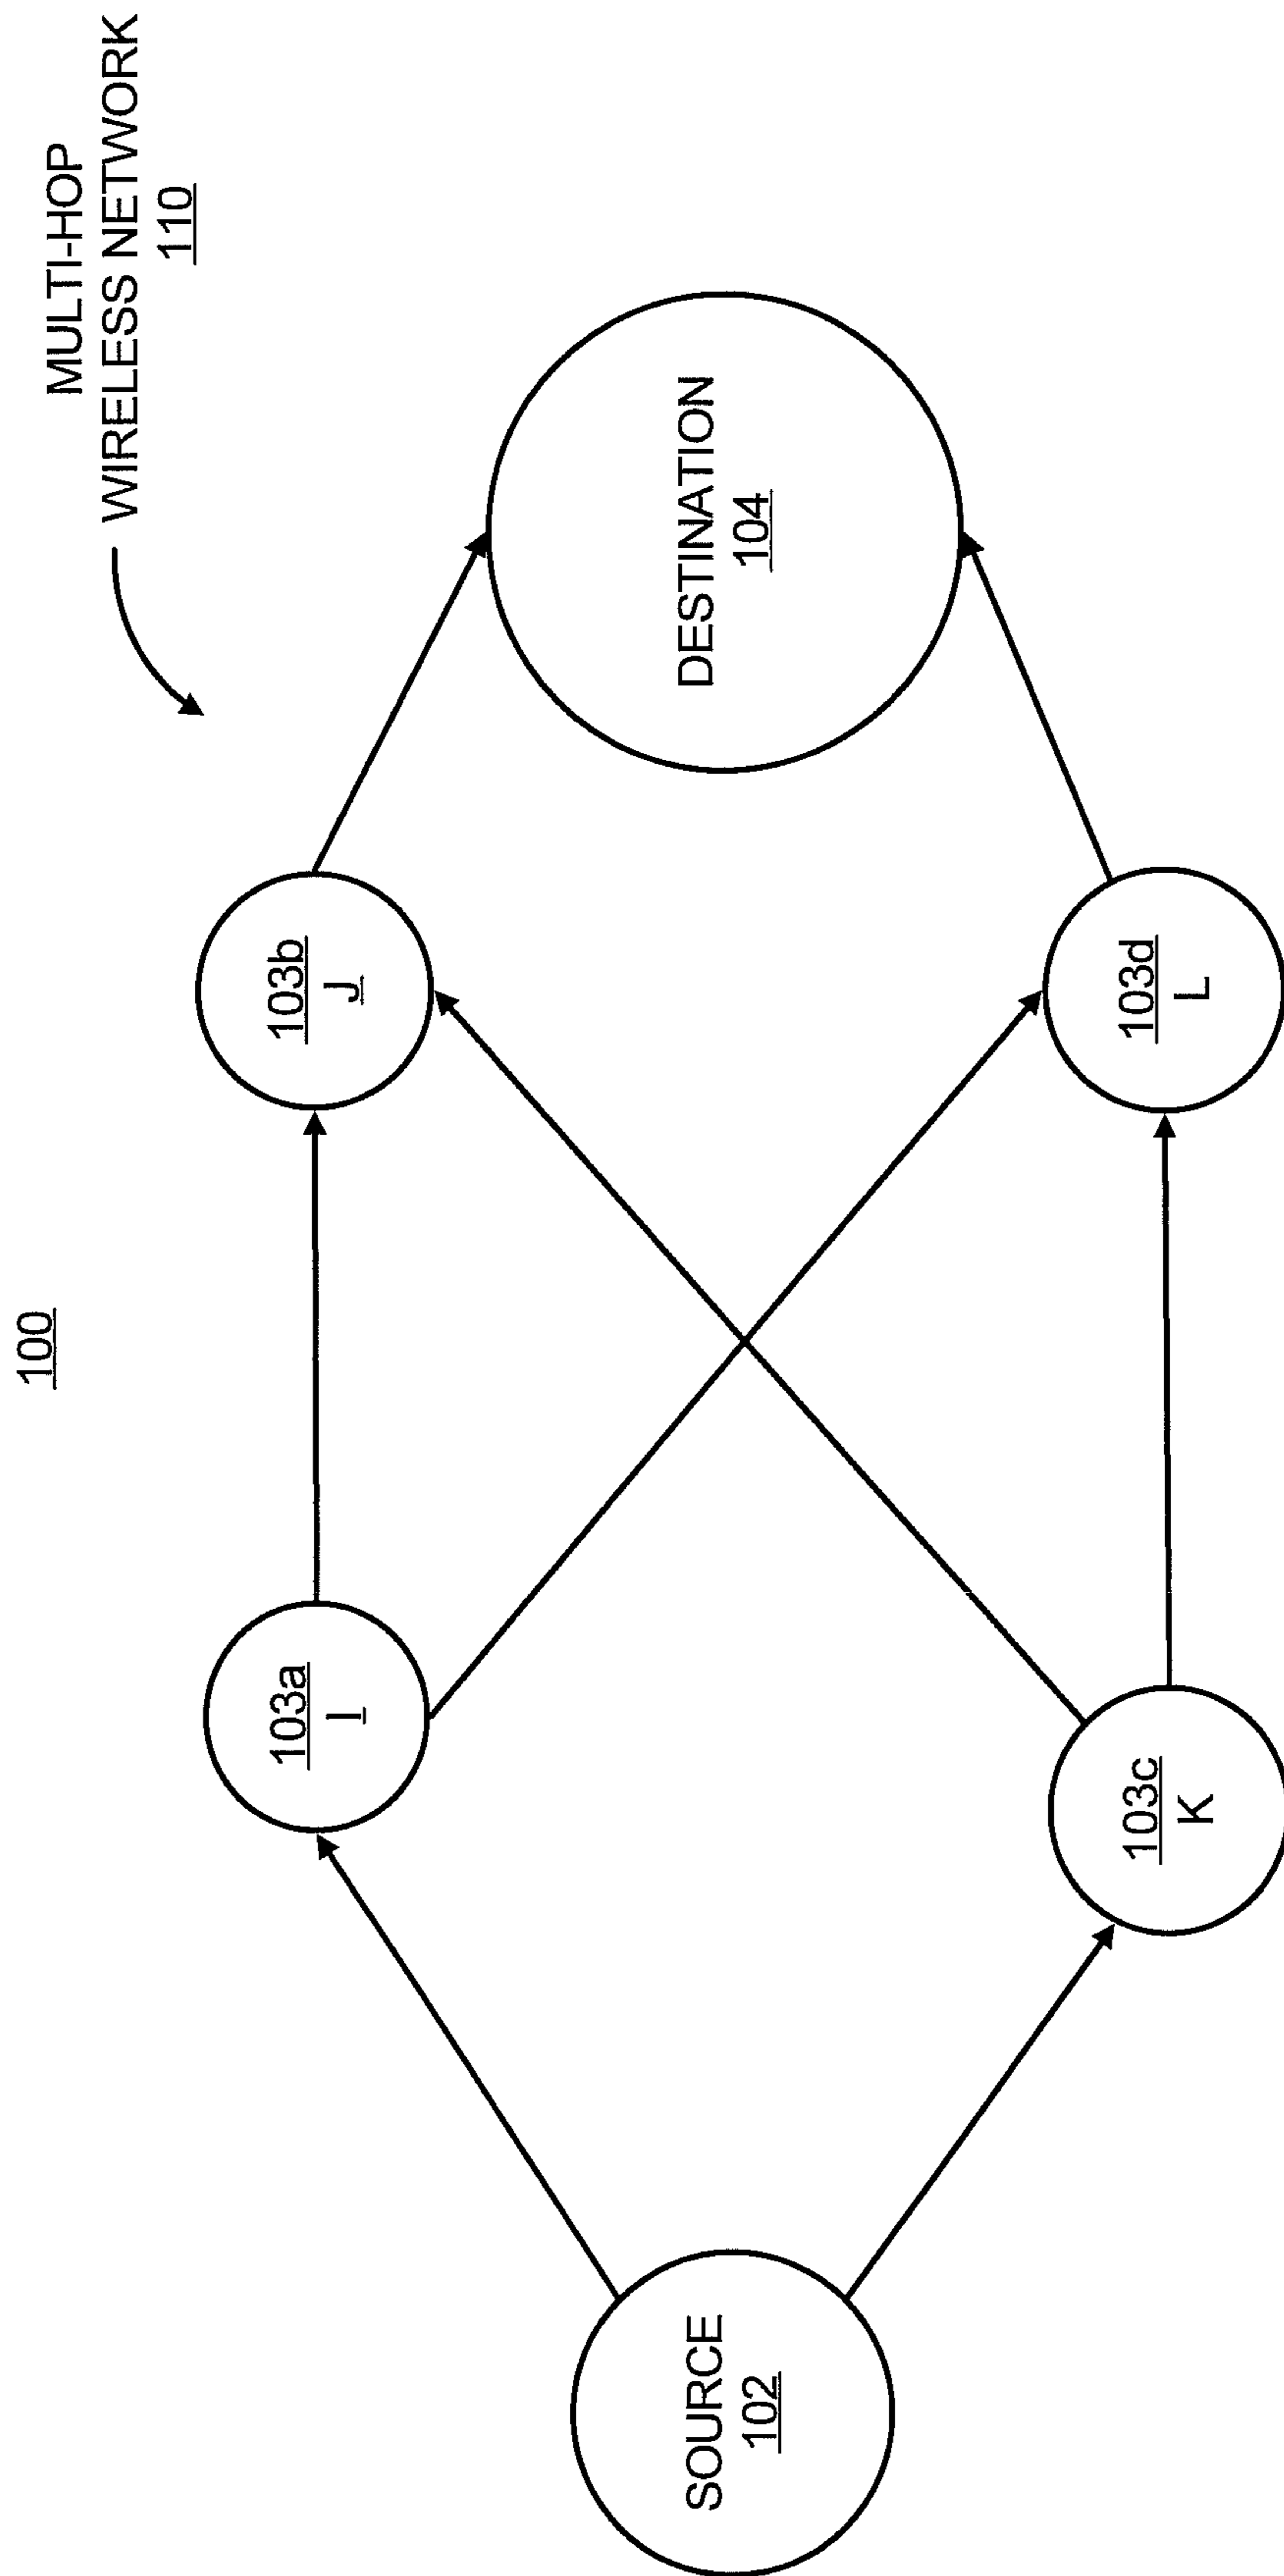 100
MULTI-HOP
WIRELESS NETWORK
110
103a
I
103b
J
SOURCE
102
DESTINATION
104
103c
K
103d
L